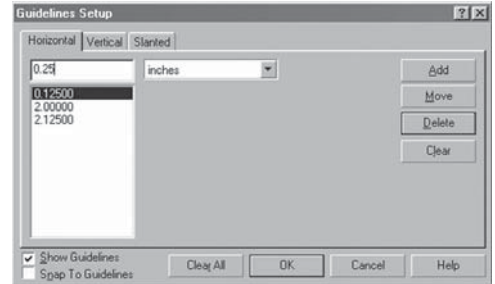 Guidelines Setup
Horizontal Vertical Slanted
0.25 inches Add
0.12500 Move
2.00000
2.12500 Delete
Clear
Show Guidelines
Snap To Guidelines
Clear All OK Cancel Help